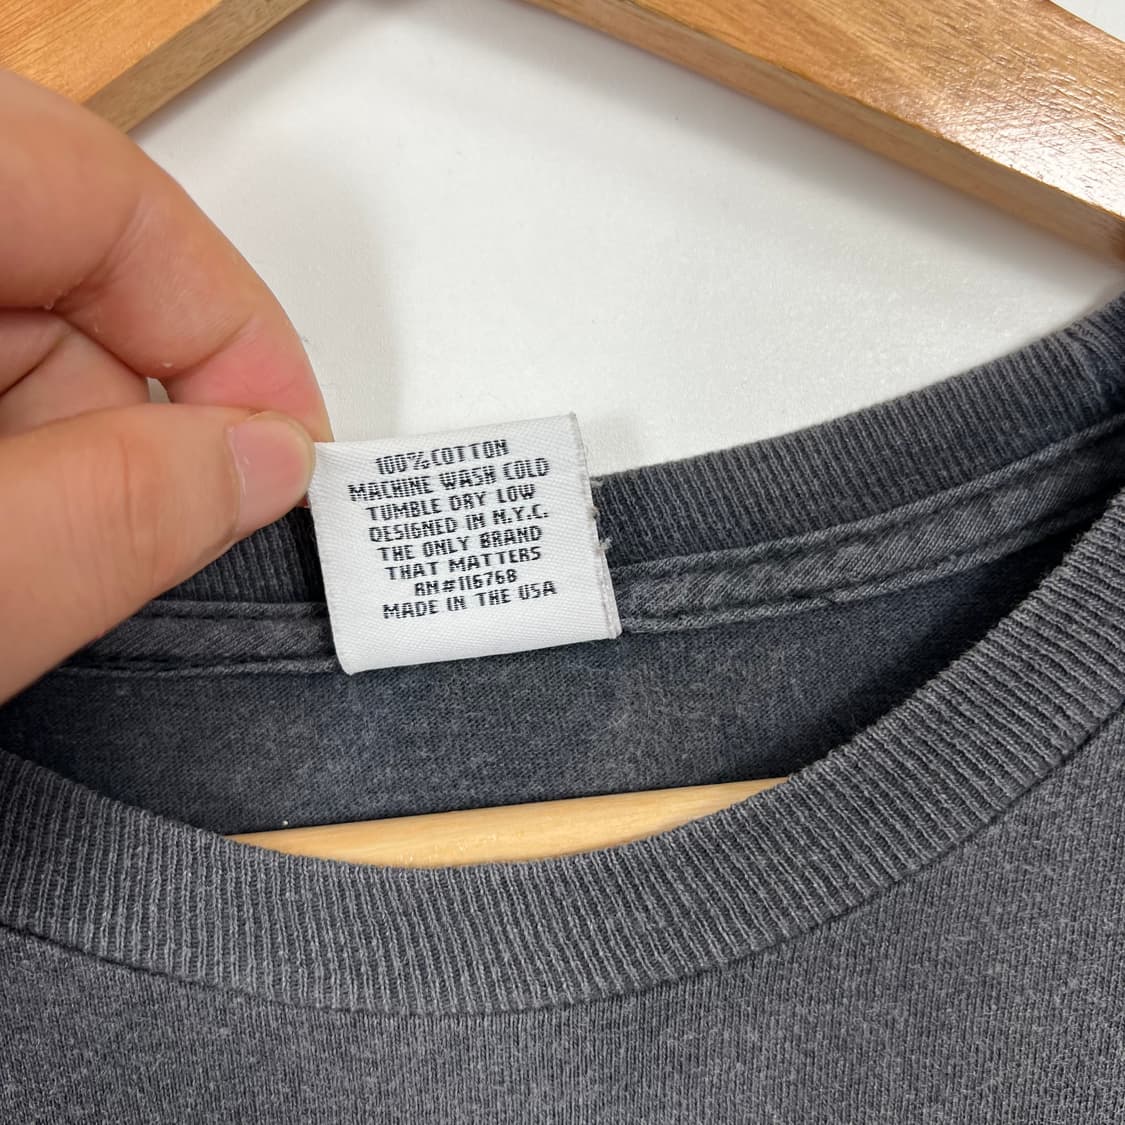 100% COTTON
MACHINE WASH COLD
TUMBLE DRY LOW
DESIGNED IN N.Y.C.
THE ONLY BRAND
THAT MATTERS
RN#116768
MADE IN THE USA